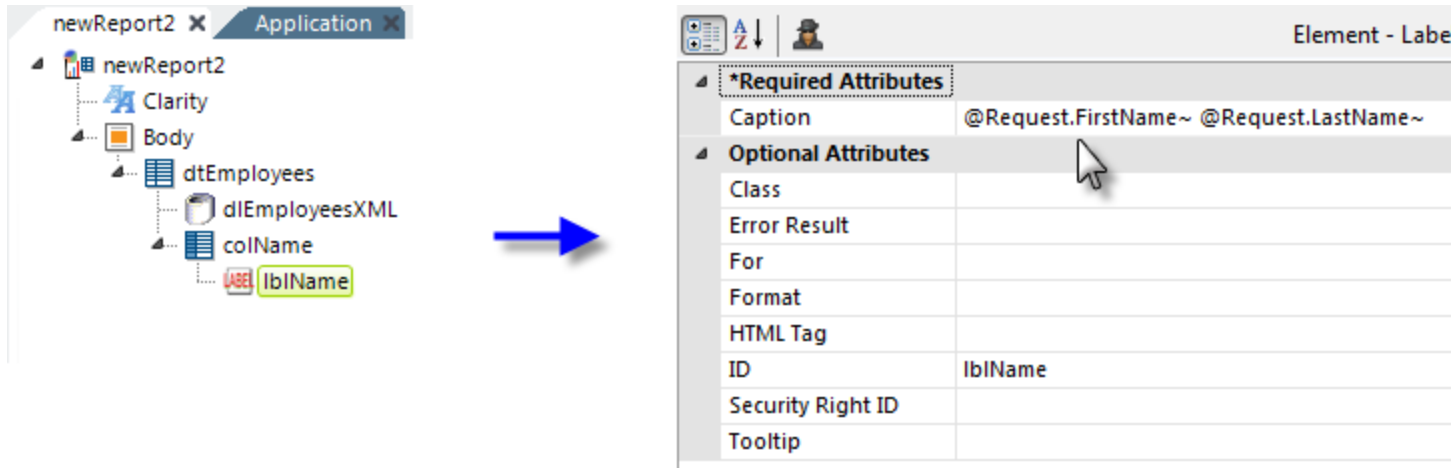 newReport2
Application
newReport2
Clarity
Body
dtEmployees
dlEmployeesXML
colName
LABEL lblName
A Z
Element - Labe
*Required Attributes
Caption @Request.FirstName~ @Request.LastName~
Optional Attributes
Class
Error Result
For
Format
HTML Tag
ID lblName
Security Right ID
Tooltip